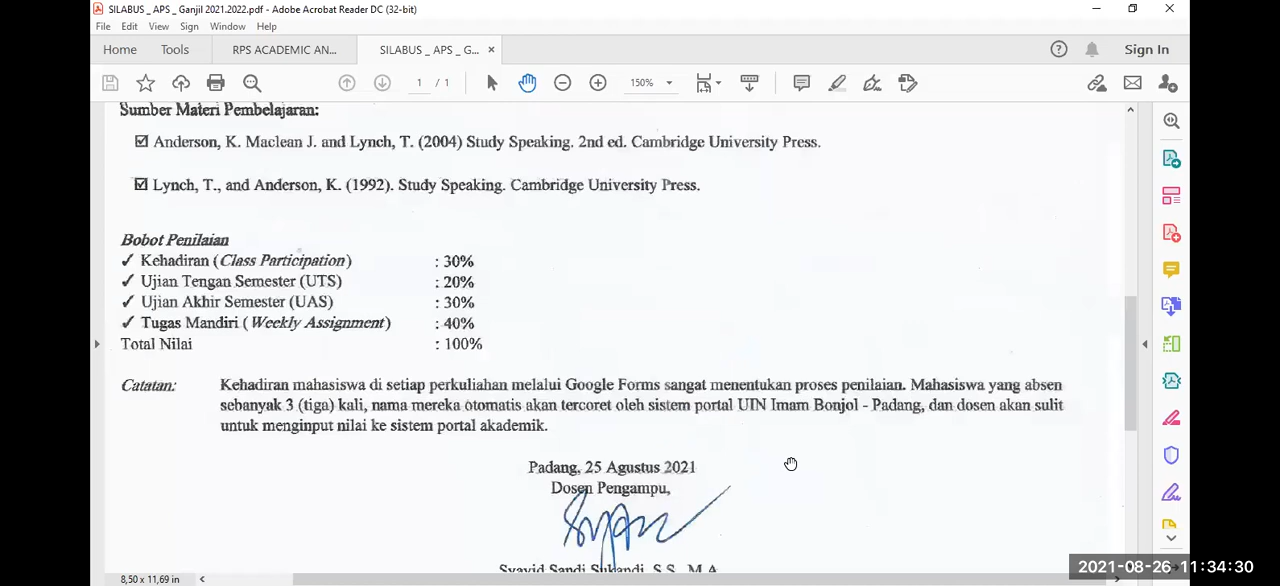 SILABUS _ APS _ Ganjil 2021.2022.pdf - Adobe Acrobat Reader DC (32-bit)
File Edit View Sign Window Help
Home Tools RPS ACADEMIC AN... SILABUS _ APS _ G... ×
1 / 1 150% Sign In
Sumber Materi Pembelajaran:
☑ Anderson, K. Maclean J. and Lynch, T. (2004) Study Speaking. 2nd ed. Cambridge University Press.
☑ Lynch, T., and Anderson, K. (1992). Study Speaking. Cambridge University Press.
Bobot Penilaian
✓ Kehadiran (Class Participation) : 30%
✓ Ujian Tengan Semester (UTS) : 20%
✓ Ujian Akhir Semester (UAS) : 30%
✓ Tugas Mandiri ( Weekly Assignment) : 40%
Total Nilai : 100%
Catatan: Kehadiran mahasiswa di setiap perkuliahan melalui Google Forms sangat menentukan proses penilaian. Mahasiswa yang absen
sebanyak 3 (tiga) kali, nama mereka otomatis akan tercoret oleh sistem portal UIN Imam Bonjol - Padang, dan dosen akan sulit
untuk menginput nilai ke sistem portal akademik.
Padang, 25 Agustus 2021
Dosen Pengampu,
Syayid Sandi Sukandi, S.S., M.A.
8,50 x 11,69 in
2021-08-26 11:34:30